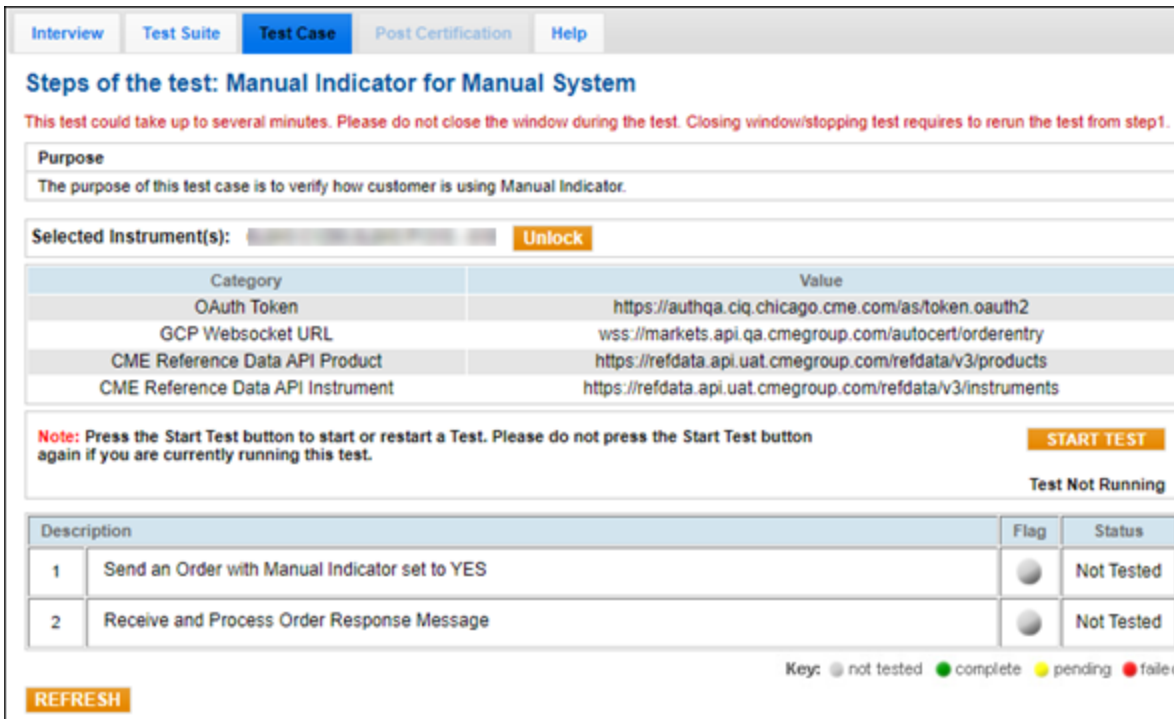 Interview Test Suite Test Case Post Certification Help
Steps of the test: Manual Indicator for Manual System
This test could take up to several minutes. Please do not close the window during the test. Closing window/stopping test requires to rerun the test from step1.
Purpose
The purpose of this test case is to verify how customer is using Manual Indicator.
Selected Instrument(s): Unlock
Category Value
OAuth Token https://authqa.ciq.chicago.cme.com/as/token.oauth2
GCP Websocket URL wss://markets.api.qa.cmegroup.com/autocert/orderentry
CME Reference Data API Product https://refdata.api.uat.cmegroup.com/refdata/v3/products
CME Reference Data API Instrument https://refdata.api.uat.cmegroup.com/refdata/v3/instruments
Note: Press the Start Test button to start or restart a Test. Please do not press the Start Test button
again if you are currently running this test.
START TEST
Test Not Running
Description Flag Status
1 Send an Order with Manual Indicator set to YES Not Tested
2 Receive and Process Order Response Message Not Tested
Key: not tested complete pending faile
REFRESH